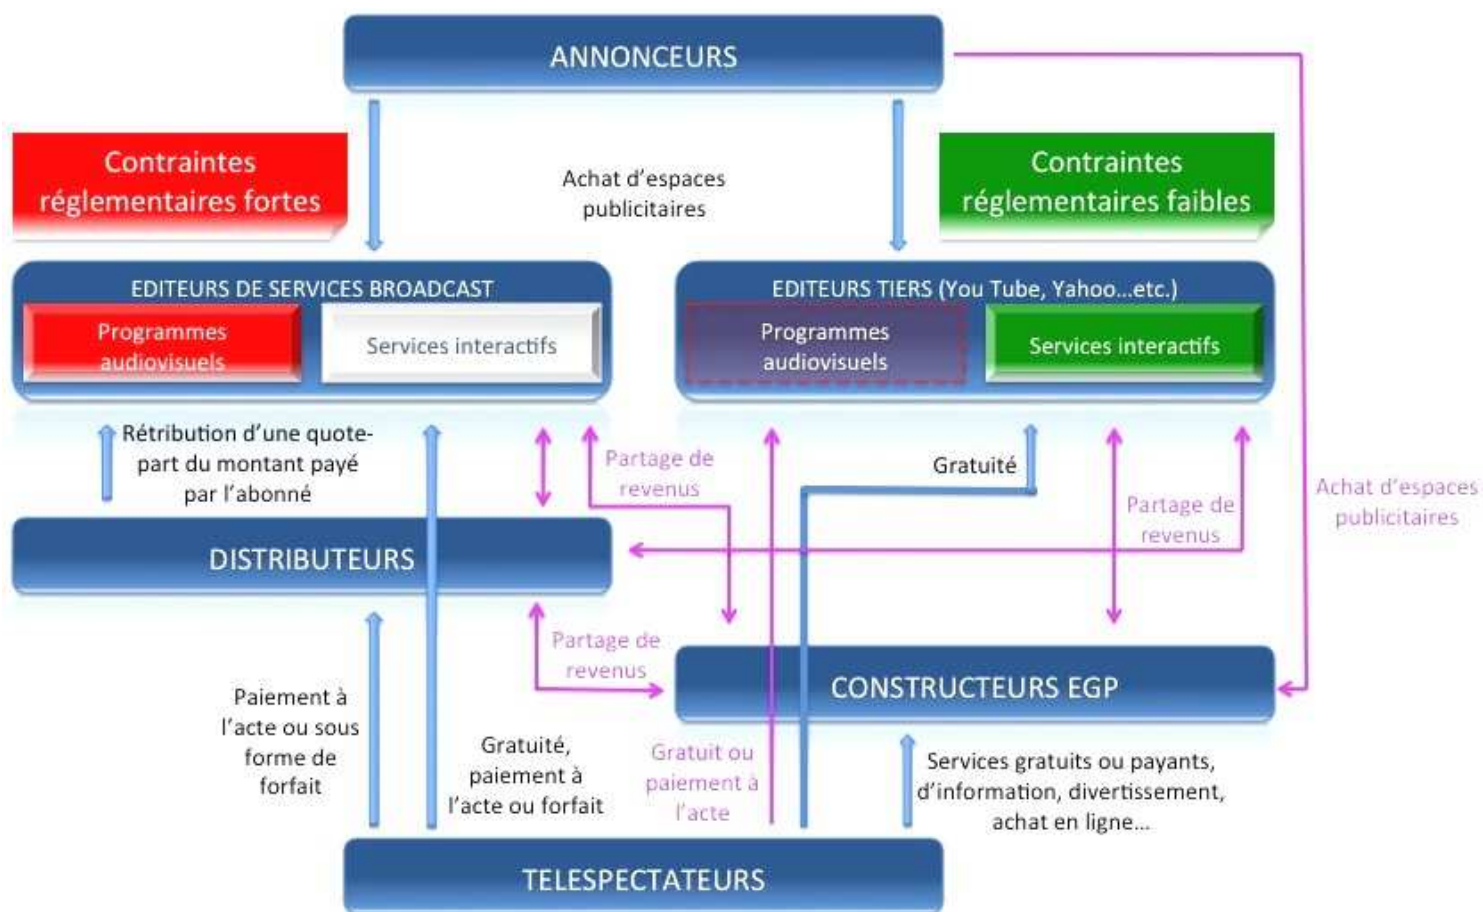 ANNONCEURS
Contraintes
réglementaires fortes
Achat d’espaces
publicitaires
Contraintes
réglementaires faibles
EDITEURS DE SERVICES BROADCAST
Programmes
audiovisuels
Services interactifs
EDITEURS TIERS (You Tube, Yahoo…etc.)
Programmes
audiovisuels
Services interactifs
Rétribution d’une quote-
part du montant payé
par l’abonné
Partage de
revenus
Gratuité
Partage de
revenus
Achat d’espaces
publicitaires
DISTRIBUTEURS
Partage de
revenus
CONSTRUCTEURS EGP
Paiement à
l’acte ou sous
forme de
forfait
Gratuité,
paiement à
l’acte ou forfait
Gratuit ou
paiement à
l’acte
Services gratuits ou payants,
d’information, divertissement,
achat en ligne…
TELESPECTATEURS